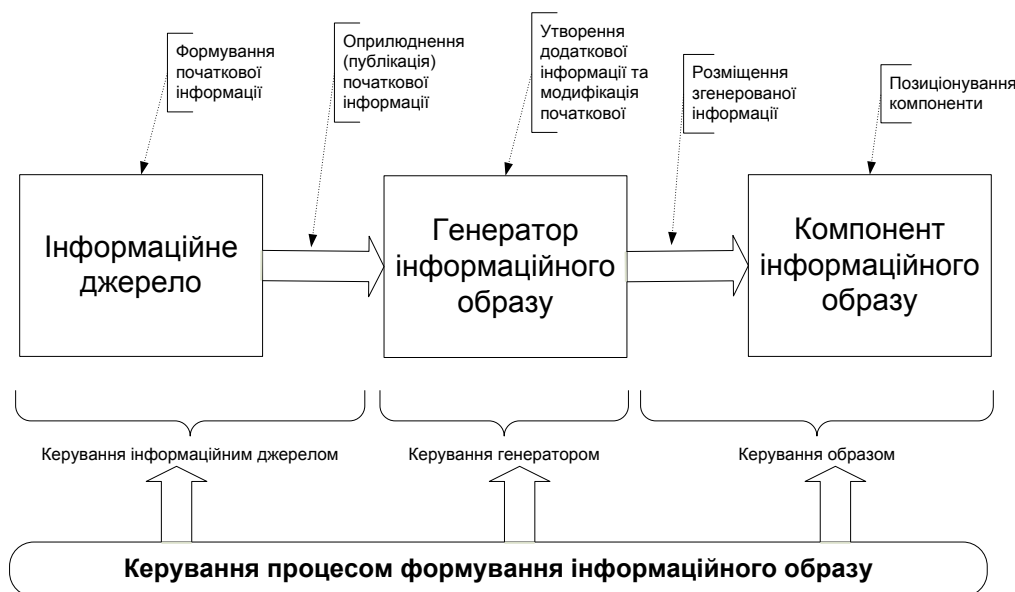 Формування
початкової
інформації
Оприлюднення
(публікація)
початкової
інформації
Утворення
додаткової
інформації та
модифікація
початкової
Розміщення
згенерованої
інформації
Позиціонування
компоненти
Інформаційне
джерело
Генератор
інформаційного
образу
Компонент
інформаційного
образу
Керування інформаційним джерелом
Керування генератором
Керування образом
Керування процесом формування інформаційного образу